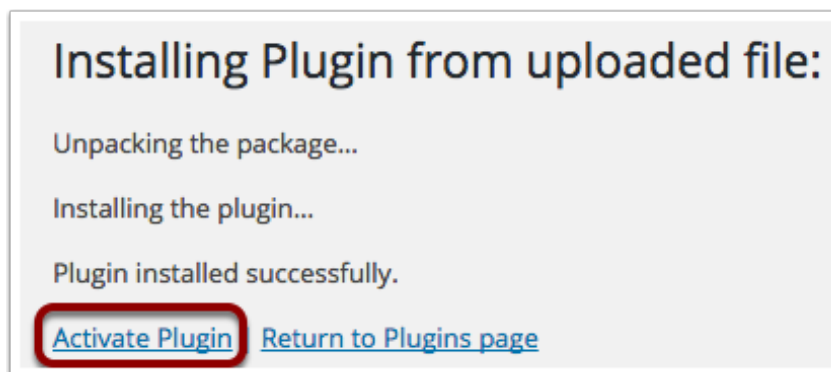 Installing Plugin from uploaded file:
Unpacking the package...
Installing the plugin...
Plugin installed successfully.
Activate Plugin Return to Plugins page